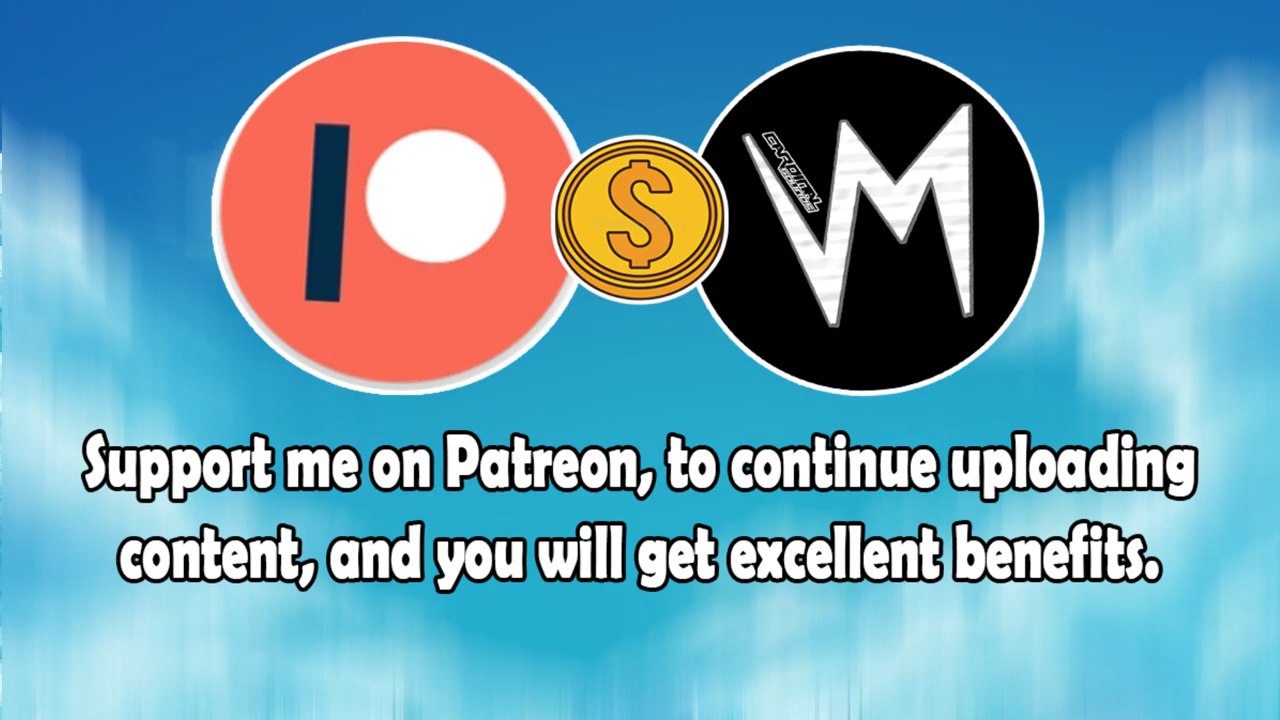 $
VM
Support me on Patreon, to continue uploading
content, and you will get excellent benefits.